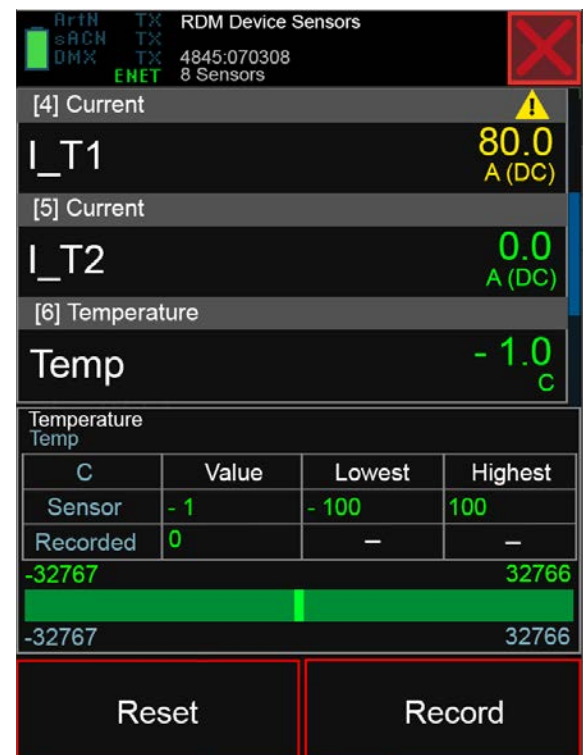 ArtN TX
sACN TX
DMX TX
ENET
RDM Device Sensors
4845:070308
8 Sensors
[4] Current
I_T1
80.0
A (DC)
[5] Current
I_T2
0.0
A (DC)
[6] Temperature
Temp
- 1.0
C
Temperature
Temp
C Value Lowest Highest
Sensor - 1 - 100 100
Recorded 0 – –
-32767 32766
-32767 32766
Reset Record